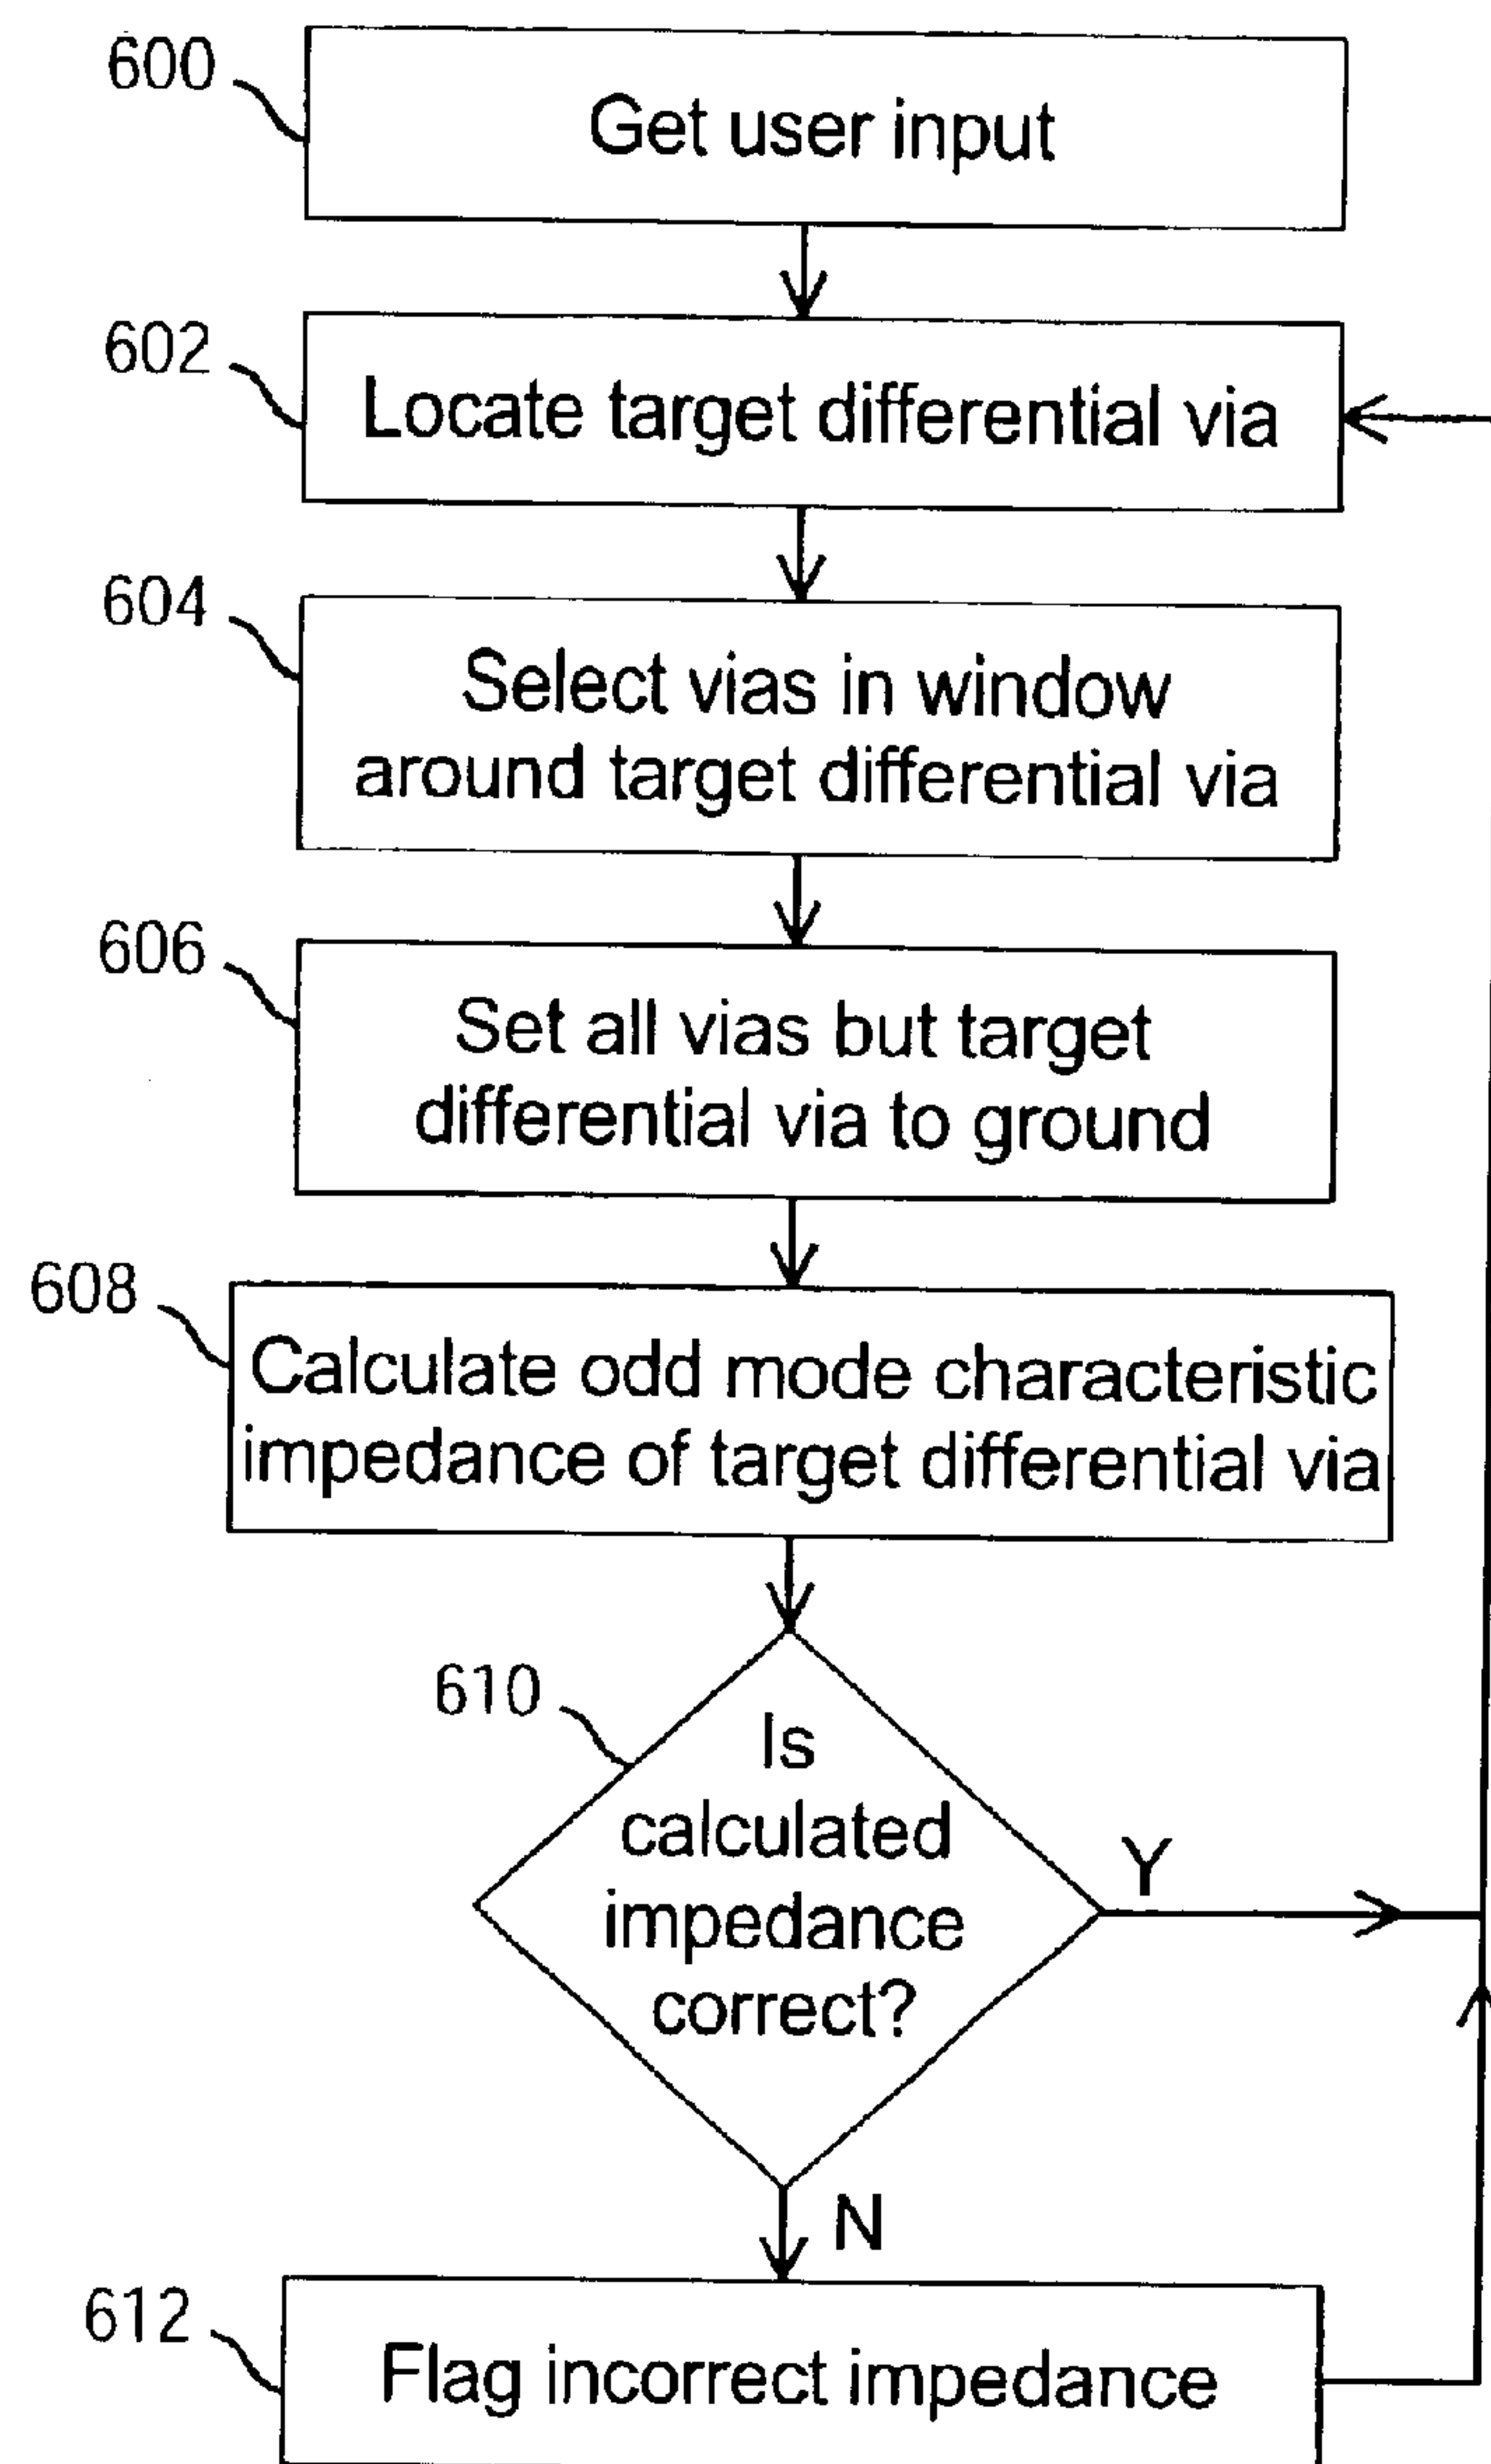 600
Get user input
602
Locate target differential via
604
Select vias in window
around target differential via
606
Set all vias but target
differential via to ground
608
Calculate odd mode characteristic
impedance of target differential via
610
Is
calculated
impedance
correct?
Y
N
612
Flag incorrect impedance